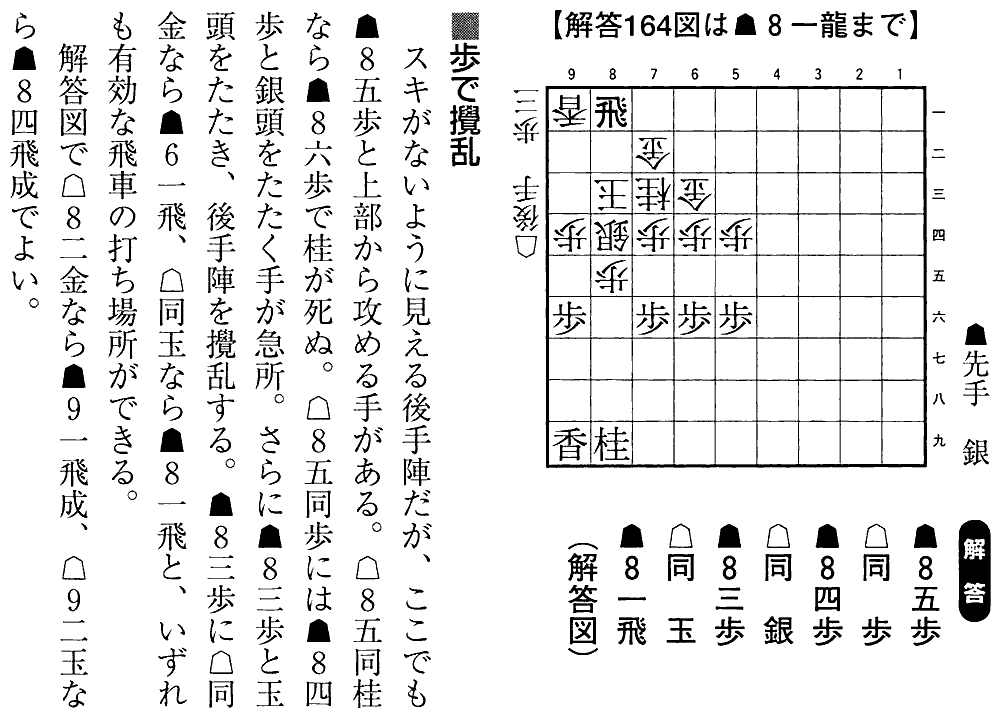 【解答164図は☗８一龍まで】
9 8 7 6 5 4 3 2 1
香 飛 一
金 二
玉 桂 金 三
歩 銀 歩 歩 歩 四
歩 五
歩 歩 歩 歩 六
七
八
香 桂 九
☖後手 歩二
☗先手 銀
解答
☗８五歩
☖同 歩
☗８四歩
☖同 銀
☗８三歩
☖同 玉
☗８一飛
（解答図）
■歩で攪乱
スキがないように見える後手陣だが、ここでも
☗８五歩と上部から攻める手がある。☖８五同桂
なら☗８六歩で桂が死ぬ。☖８五同歩には☗８四
歩と銀頭をたたく手が急所。さらに☗８三歩と玉
頭をたたき、後手陣を攪乱する。☗８三歩に☖同
金なら☗６一飛、☖同玉なら☗８一飛と、いずれ
も有効な飛車の打ち場所ができる。
解答図で☖８二金なら☗９一飛成、☖９二玉な
ら☗８四飛成でよい。